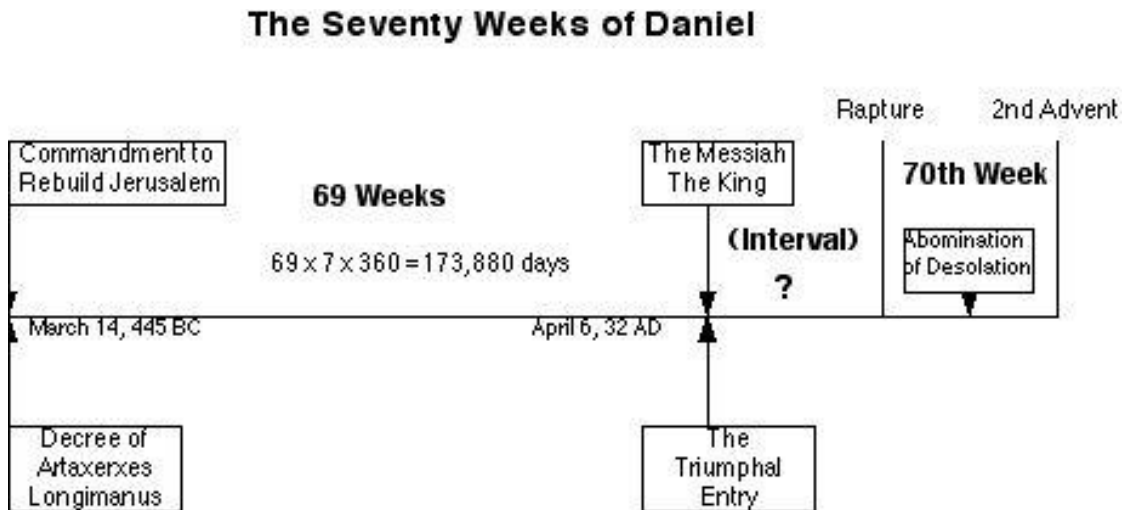 The Seventy Weeks of Daniel
Rapture
2nd Advent
Commandment to
Rebuild Jerusalem
69 Weeks
69 x 7 x 360 = 173,880 days
The Messiah
The King
(Interval)
?
70th Week
Abomination
of Desolation
March 14, 445 BC
April 6, 32 AD
Decree of
Artaxerxes
Longimanus
The
Triumphal
Entry